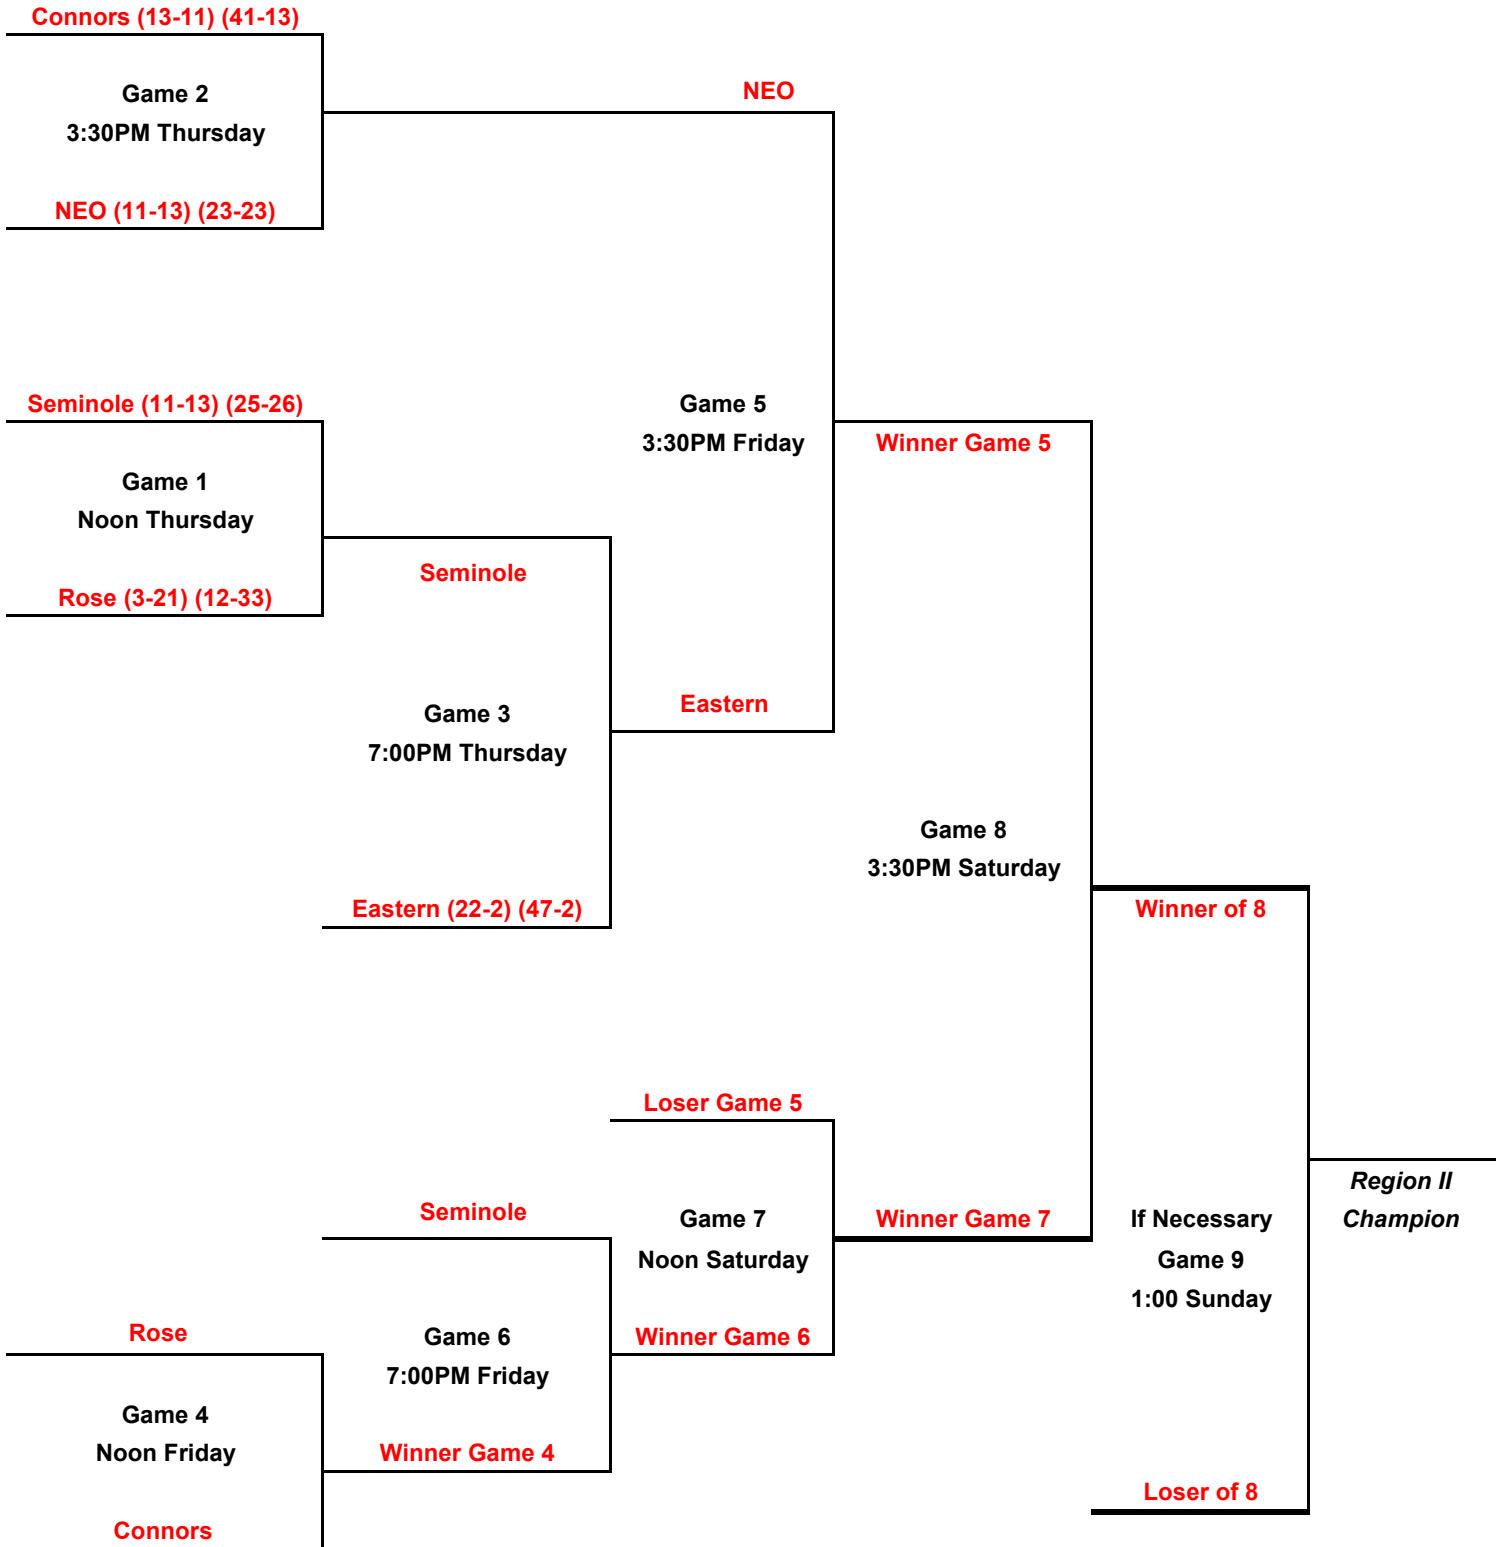 Connors (13-11) (41-13)
Game 2
3:30PM Thursday
NEO (11-13) (23-23)
NEO
Seminole (11-13) (25-26)
Game 1
Noon Thursday
Rose (3-21) (12-33)
Seminole
Game 3
7:00PM Thursday
Eastern (22-2) (47-2)
Eastern
Game 5
3:30PM Friday
Winner Game 5
Game 8
3:30PM Saturday
Winner of 8
Loser Game 5
Seminole
Game 7
Noon Saturday
Winner Game 7
If Necessary
Game 9
1:00 Sunday
Region II
Champion
Rose
Game 6
7:00PM Friday
Winner Game 6
Game 4
Noon Friday
Winner Game 4
Connors
Loser of 8